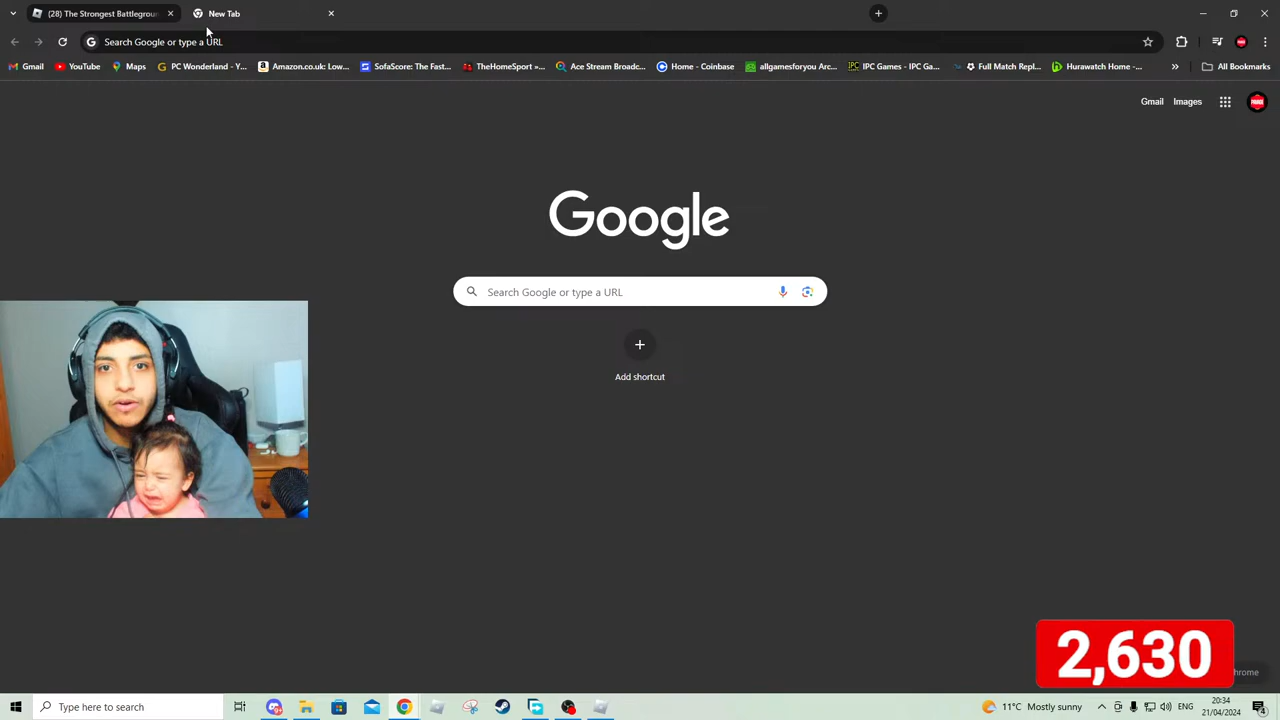 (28) The Strongest Battlegroun
New Tab
Search Google or type a URL
Gmail
YouTube
Maps
PC Wonderland - Y...
Amazon.co.uk: Low...
SofaScore: The Fast...
TheHomeSport »...
Ace Stream Broadc...
Home - Coinbase
allgamesforyou Arc...
IPC Games - IPC Ga...
Full Match Repl...
Hurawatch Home -...
»
All Bookmarks
Gmail
Images
Google
Search Google or type a URL
Add shortcut
2,630
hrome
Type here to search
11°C Mostly sunny
ENG
20:34
21/04/2024